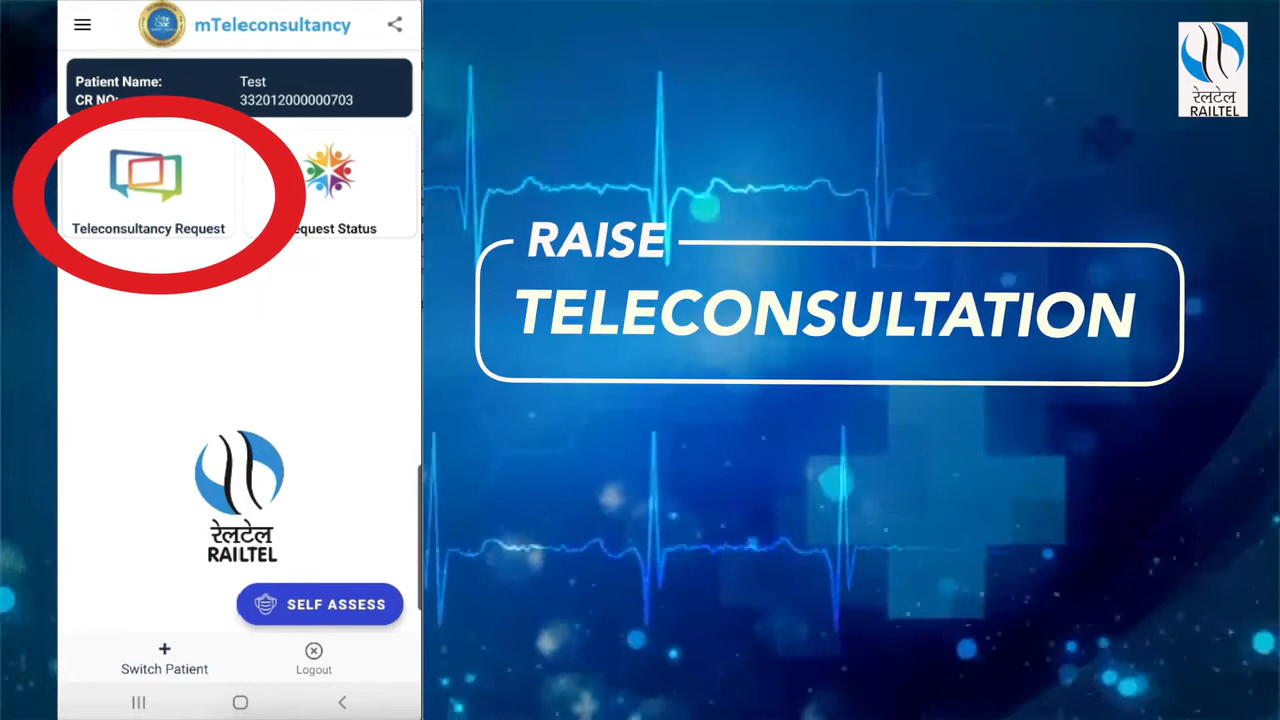 mTeleconsultancy
Patient Name: Test
CR NO: 332012000000703
Teleconsultancy Request
equest Status
रेलटेल
RAILTEL
SELF ASSESS
Switch Patient
Logout
RAISE
TELECONSULTATION
रेलटेल
RAILTEL